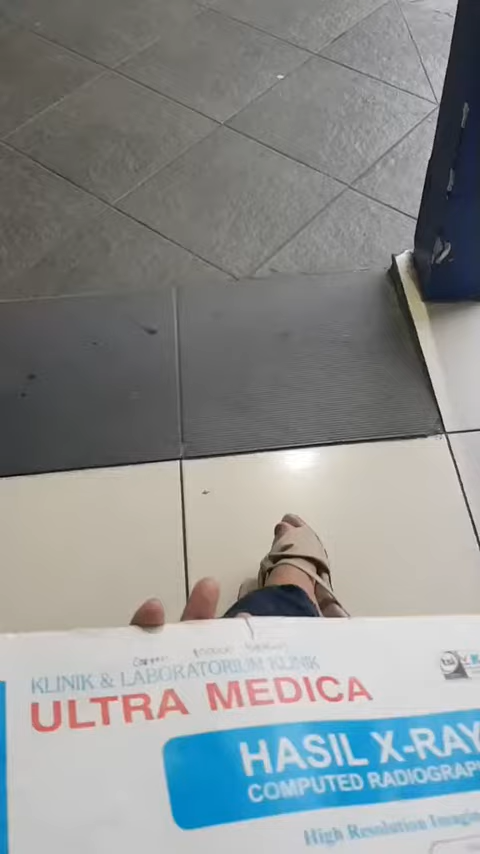 KLINIK & LABORATORIUM KLINIK
ULTRA MEDICA
HASIL X-RAY
COMPUTED RADIOGRAPH
High Resolution Imagin